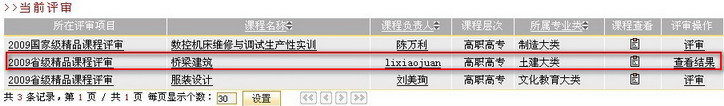 >>当前评审
所在评审项目 课程名称 课程负责人 课程层次 所属专业类 课程查看 评审操作
2009国家级精品课程评审 数控机床维修与调试生产性实训 陈万利 高职高专 制造大类 评审
2009省级精品课程评审 桥梁建筑 lixiaojuan 高职高专 土建大类 查看结果
2009省级精品课程评审 服装设计 刘美珣 高职高专 文化教育大类 评审
共 3 条记录，第 1 页 / 共 1 页 每页显示个数： 30 设置